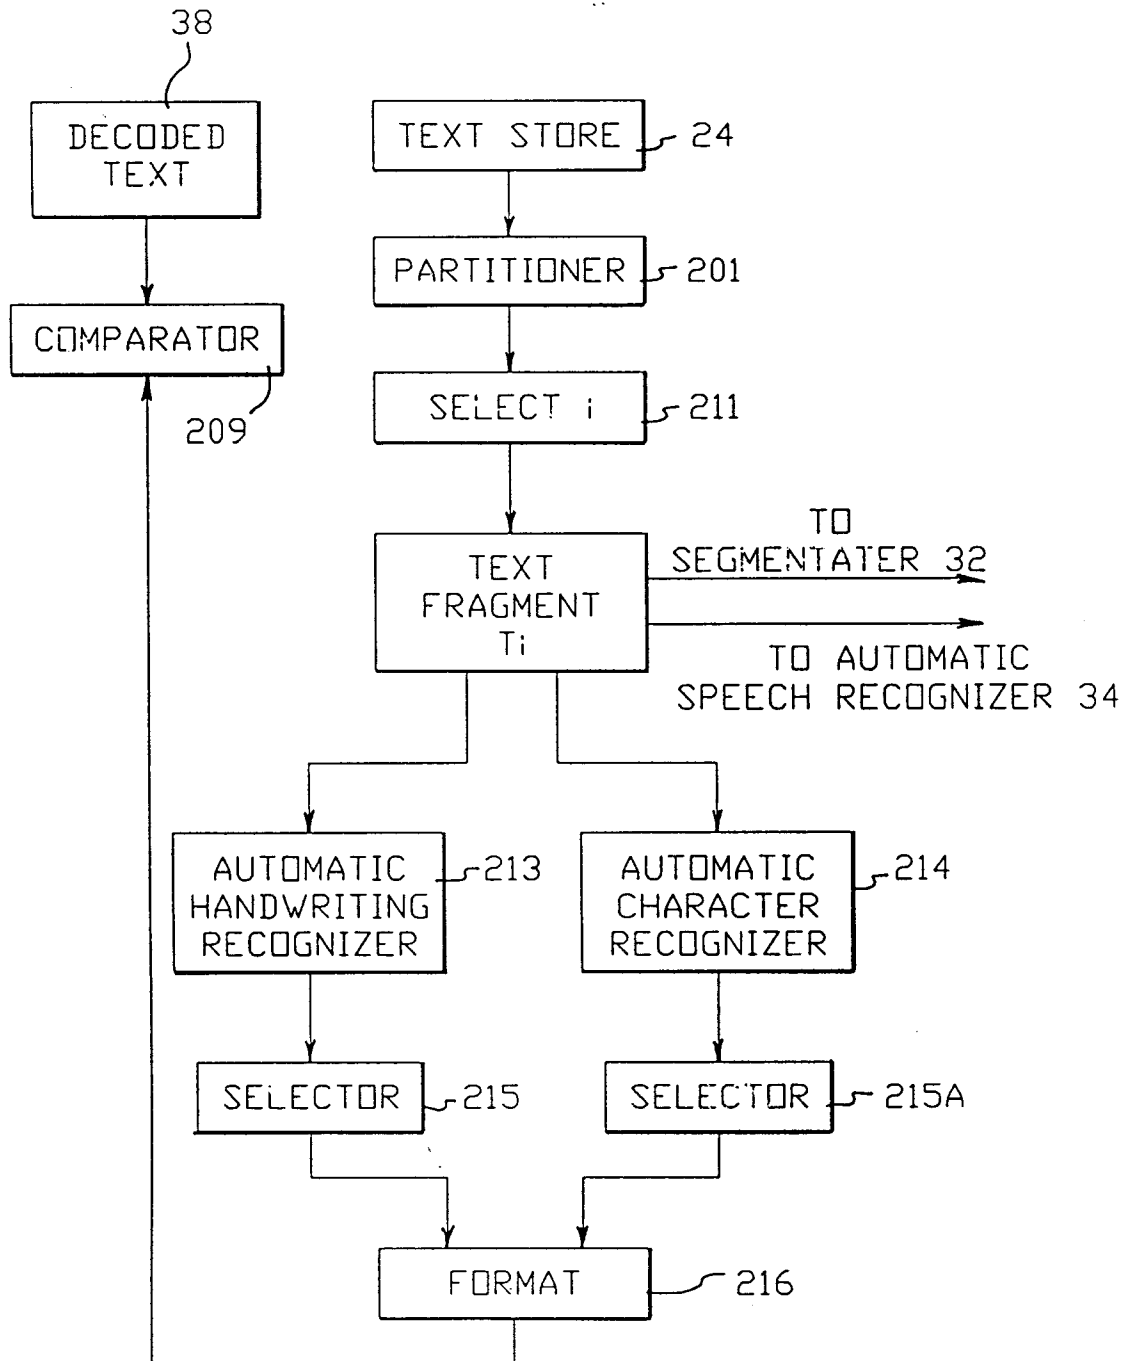 38
DECODED
TEXT
TEXT STORE
24
PARTITIONER
201
COMPARATOR
209
SELECT i
211
TEXT
FRAGMENT
Ti
TO
SEGMENTATER 32
TO AUTOMATIC
SPEECH RECOGNIZER 34
AUTOMATIC
HANDWRITING
RECOGNIZER
213
AUTOMATIC
CHARACTER
RECOGNIZER
214
SELECTOR
215
SELECTOR
215A
FORMAT
216